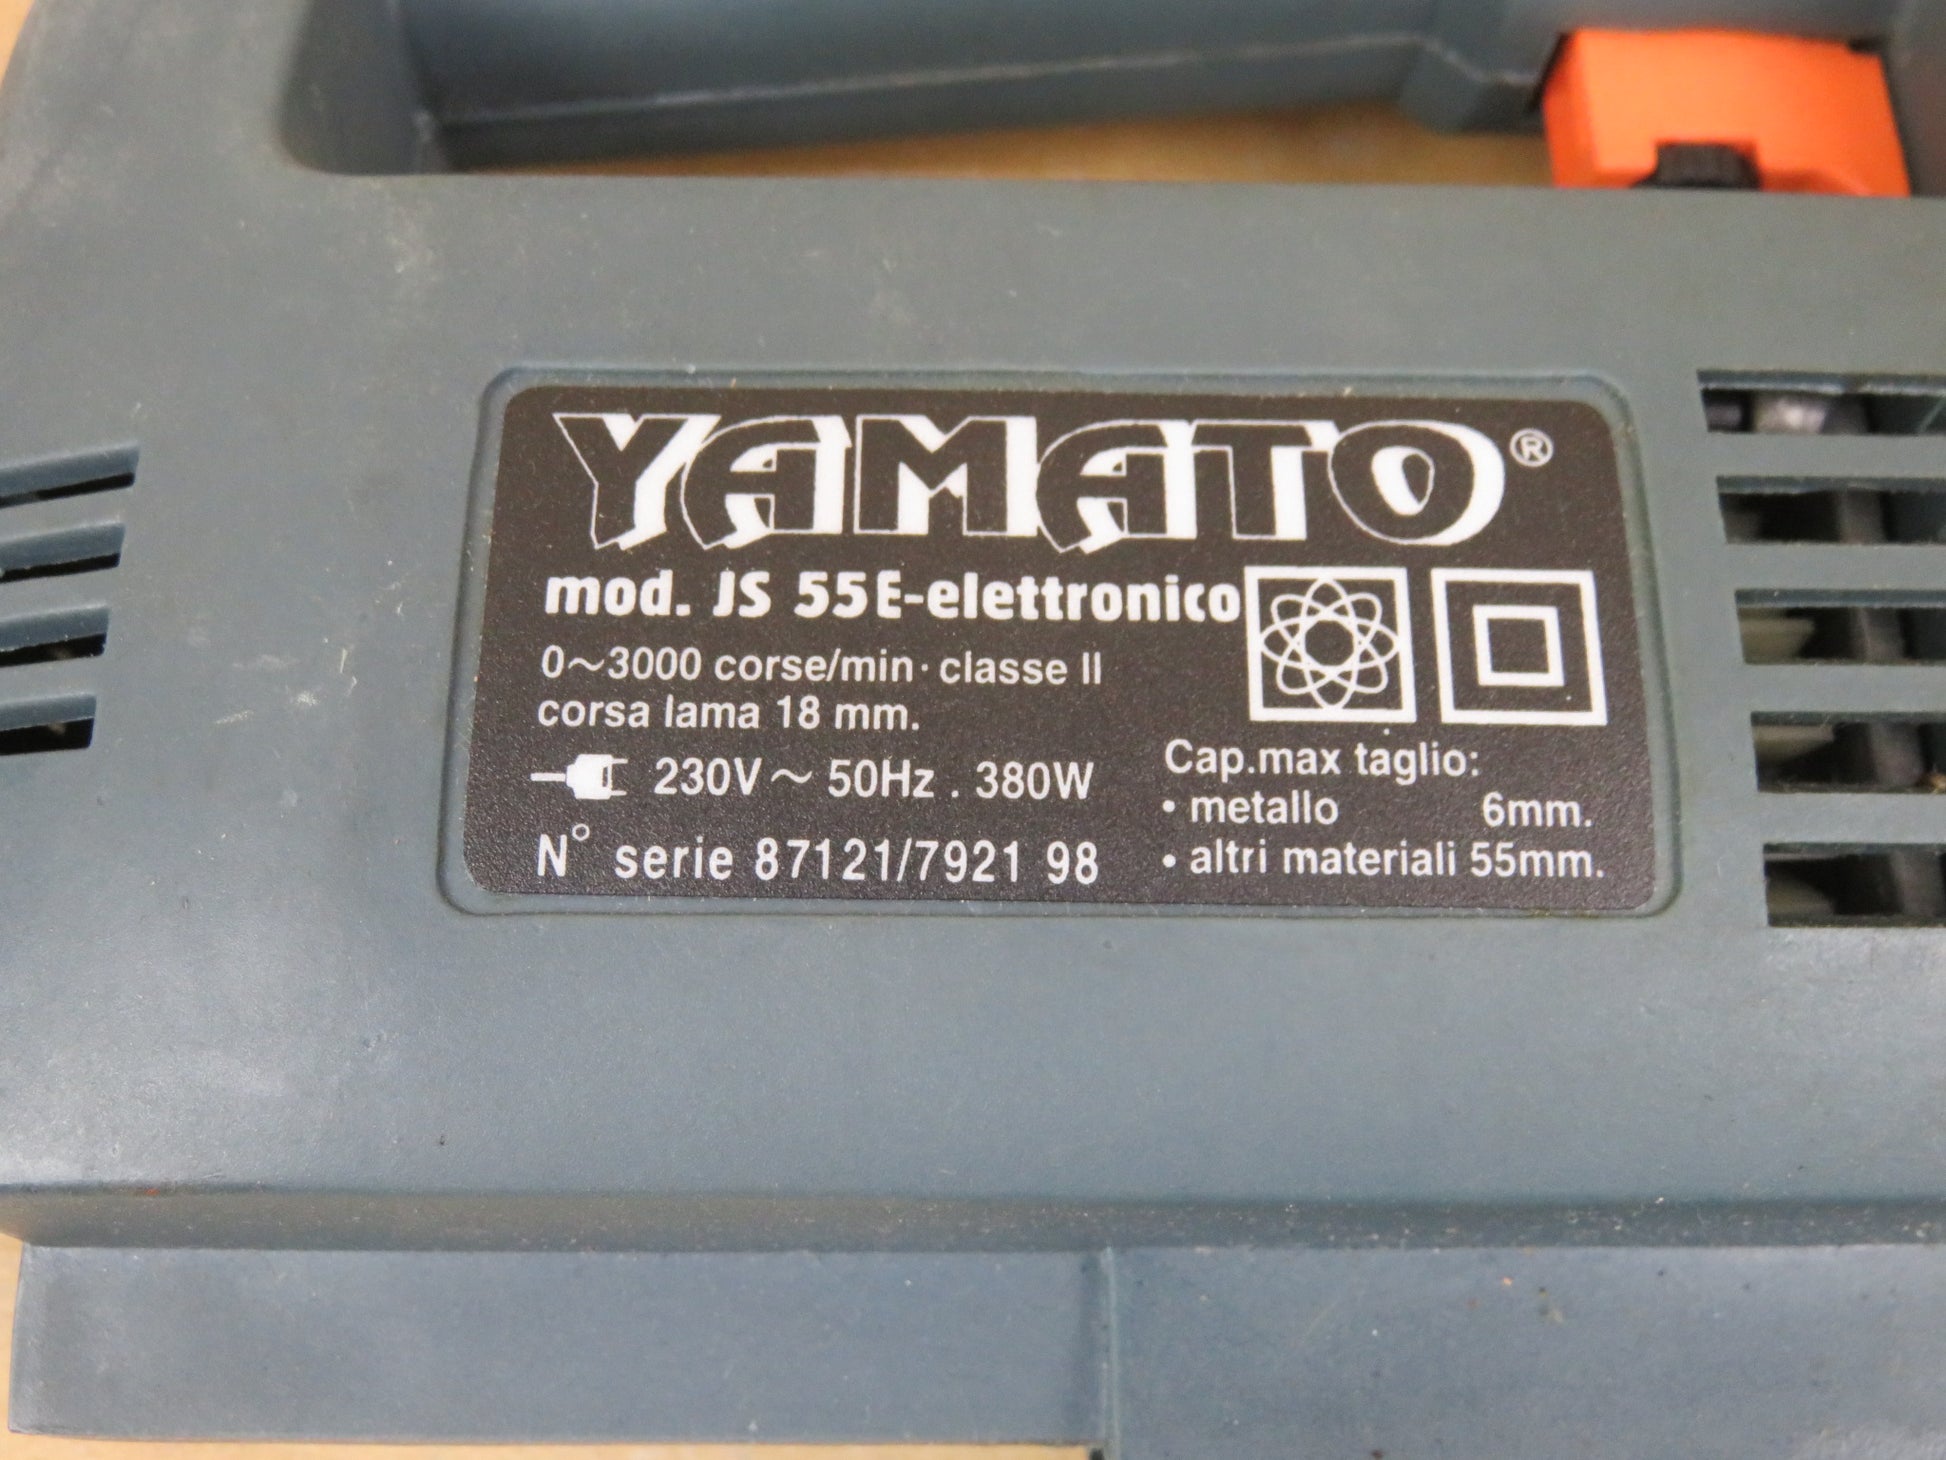 YAMATO®
mod. JS 55E-elettronico
0~3000 corse/min · classe II
corsa lama 18 mm.
230V ~ 50Hz . 380W
N° serie 87121/7921 98
Cap.max taglio:
• metallo 6mm.
• altri materiali 55mm.